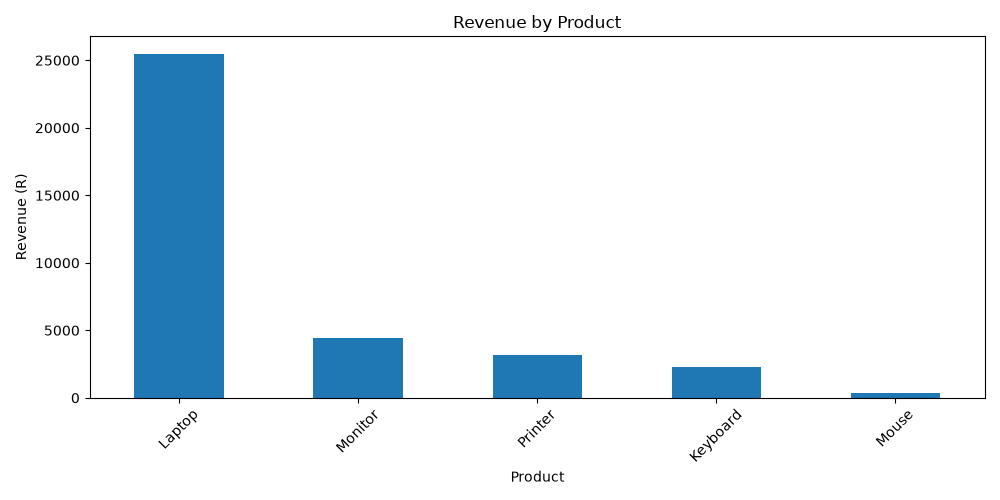 Revenue by Product
Revenue (R)
25000
20000
15000
10000
5000
0
Laptop
Monitor
Printer
Keyboard
Mouse
Product